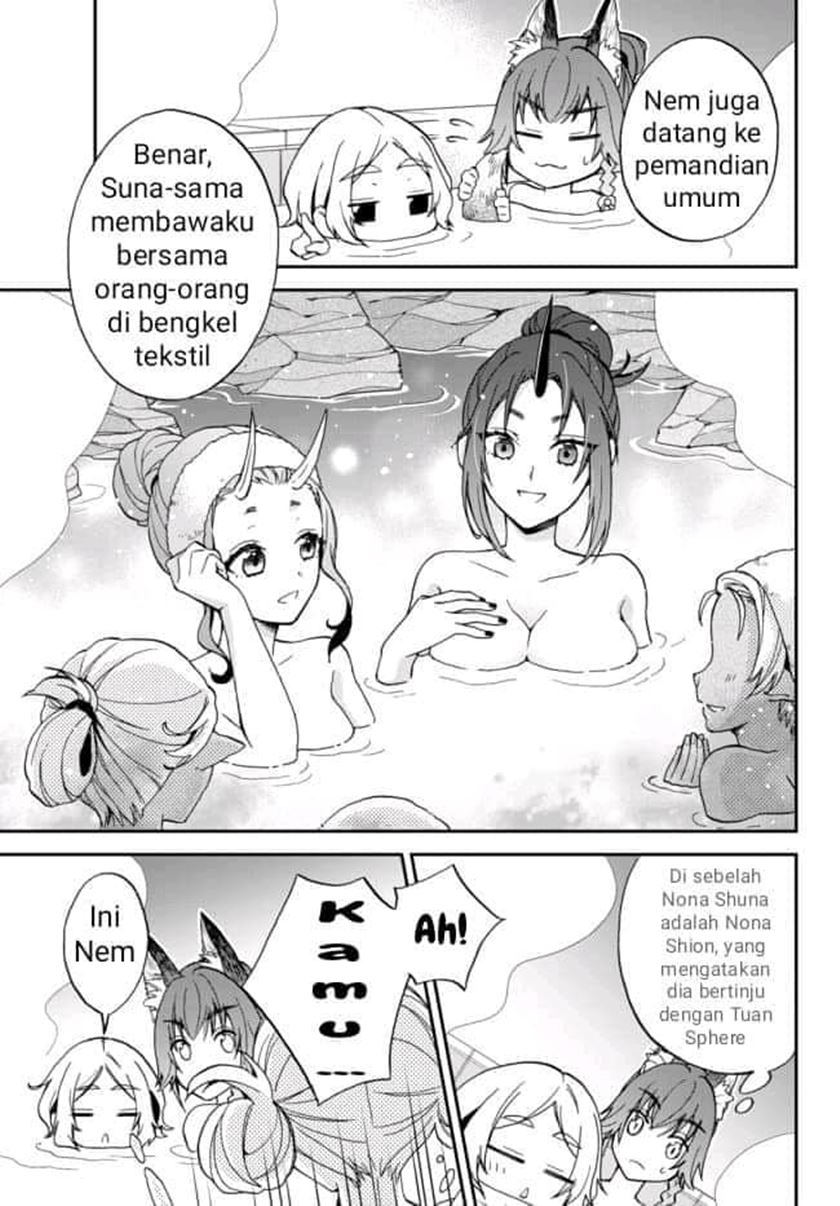 Nem juga
datang ke
pemandian
umum
Benar,
Suna-sama
membawaku
bersama
orang-orang
di bengkel
tekstil
Di sebelah
Nona Shuna
adalah Nona
Shion, yang
mengatakan
dia bertinju
dengan Tuan
Sphere
Ah!
Kamu...
Ini
Nem